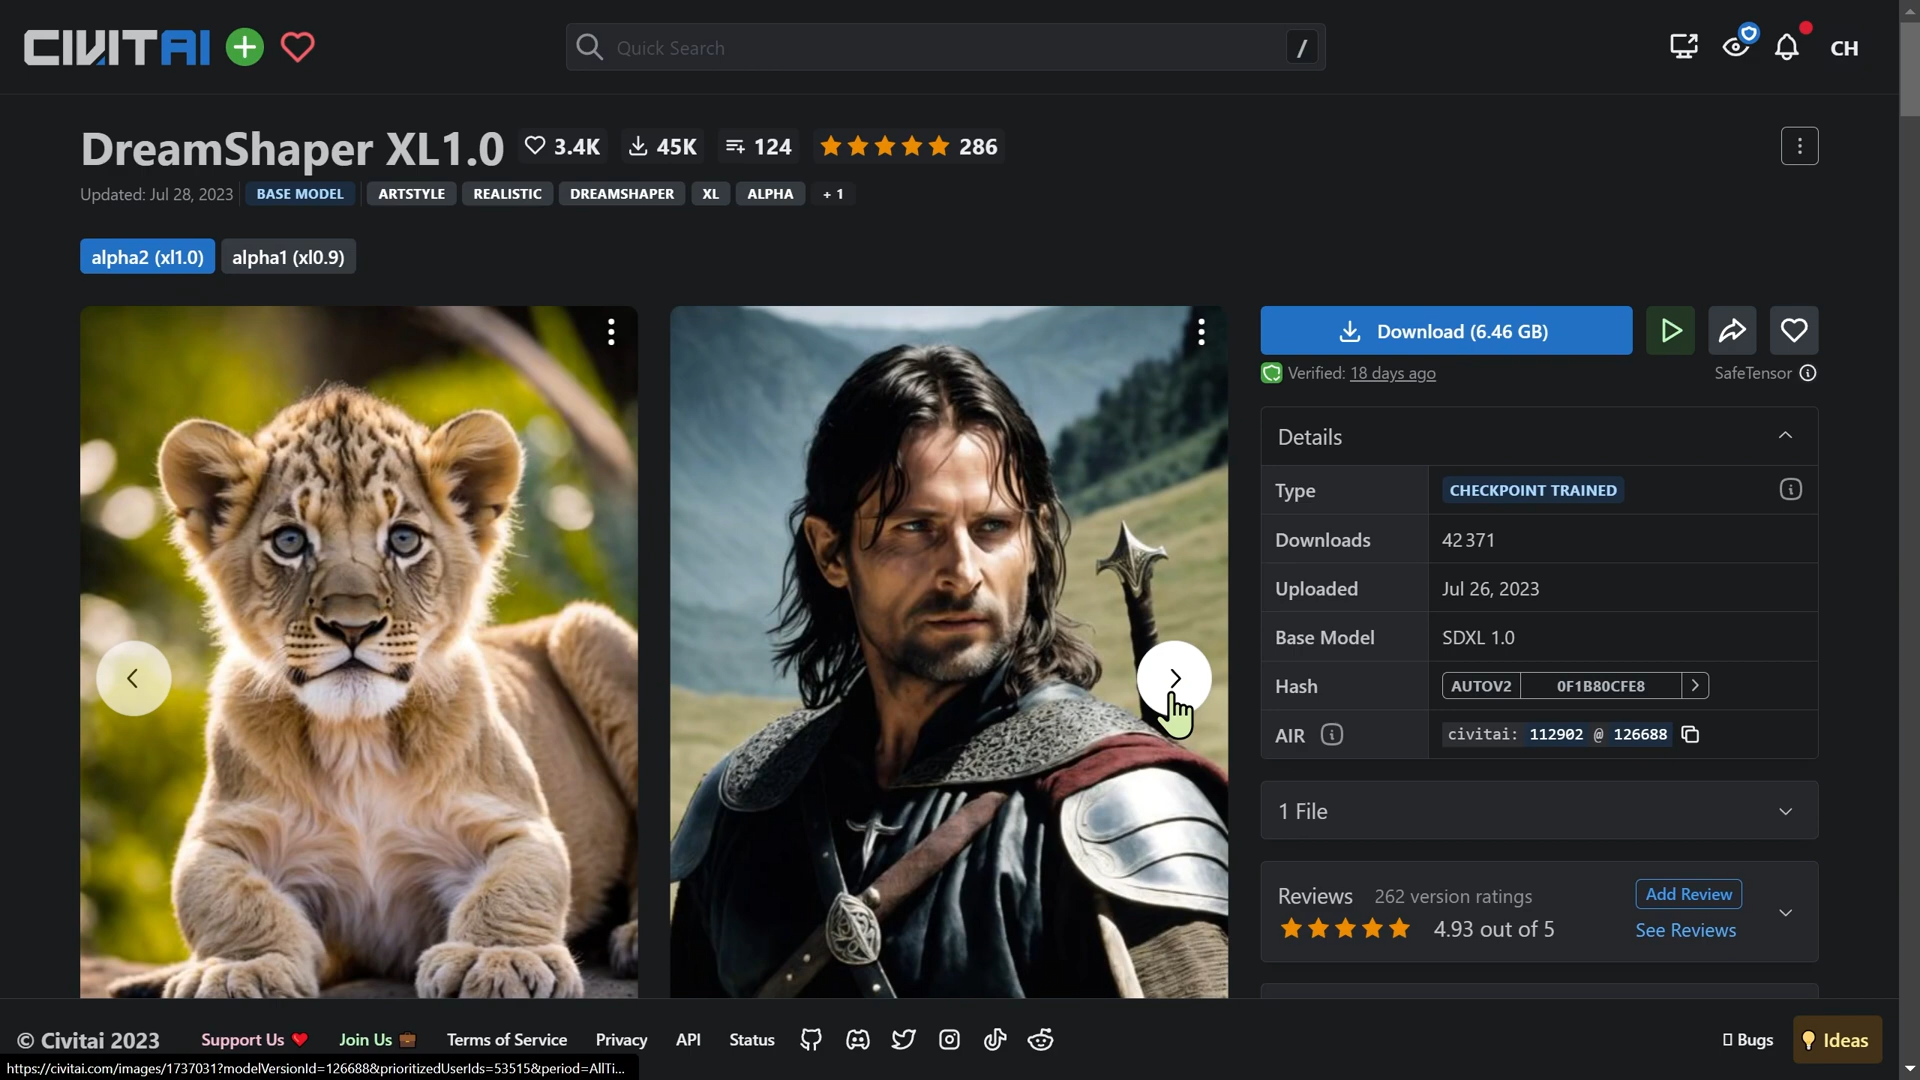 CIVITAI
Quick Search /
CH
DreamShaper XL1.0 3.4K 45K 124 286
Updated: Jul 28, 2023 BASE MODEL ARTSTYLE REALISTIC DREAMSHAPER XL ALPHA + 1
alpha2 (xl1.0) alpha1 (xl0.9)
Download (6.46 GB)
Verified: 18 days ago SafeTensor
Details
Type CHECKPOINT TRAINED
Downloads 42 371
Uploaded Jul 26, 2023
Base Model SDXL 1.0
Hash AUTOV2 0F1B80CFE8
AIR civitai: 112902 @ 126688
1 File
Reviews 262 version ratings Add Review
4.93 out of 5 See Reviews
© Civitai 2023 Support Us Join Us Terms of Service Privacy API Status Bugs Ideas
https://civitai.com/images/1737031?modelVersionId=126688&prioritizedUserIds=53515&period=AllTi...